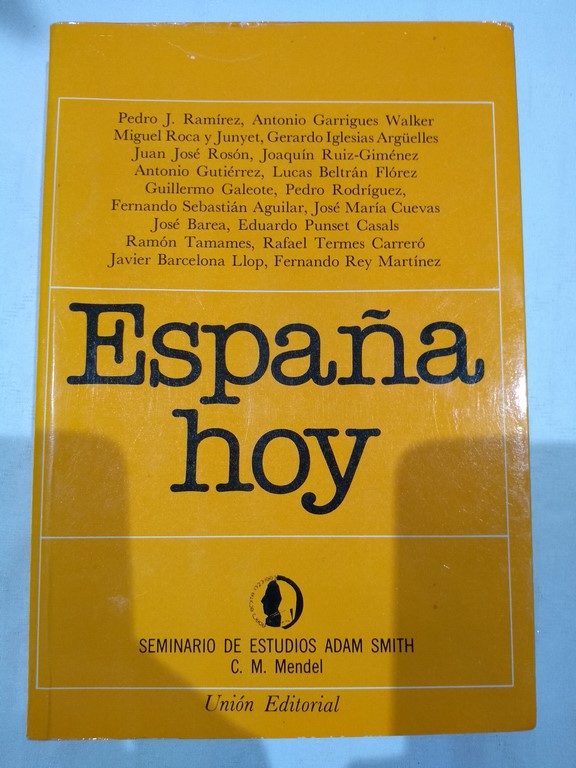 Pedro J. Ramírez, Antonio Garrigues Walker
Miguel Roca y Junyet, Gerardo Iglesias Argüelles
Juan José Rosón, Joaquín Ruiz-Giménez
Antonio Gutiérrez, Lucas Beltrán Flórez
Guillermo Galeote, Pedro Rodríguez,
Fernando Sebastián Aguilar, José María Cuevas
José Barea, Eduardo Punset Casals
Ramón Tamames, Rafael Termes Carreró
Javier Barcelona Llop, Fernando Rey Martínez
España
hoy
SEMINARIO DE ESTUDIOS ADAM SMITH
C. M. Mendel
Unión Editorial